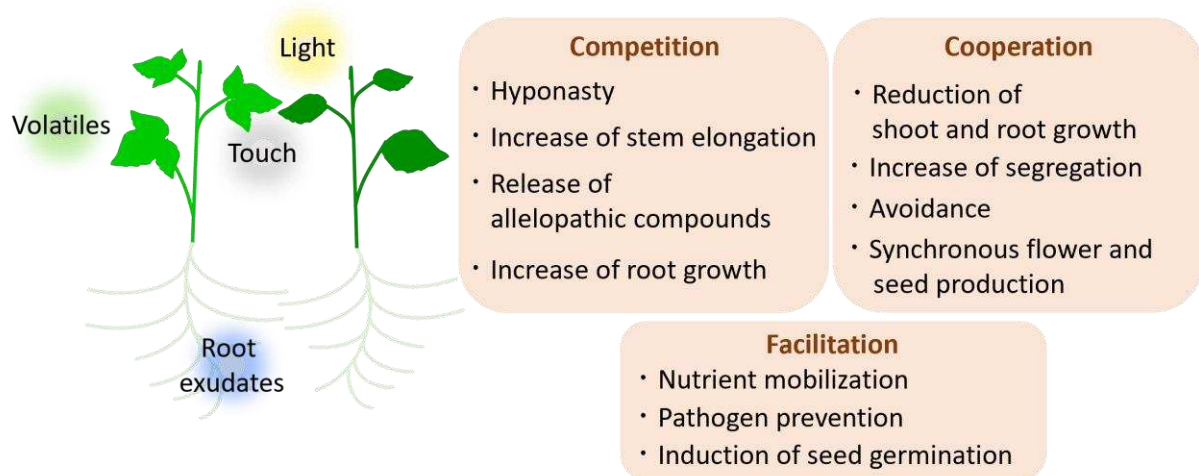 Light
Volatiles
Touch
Root
exudates
Competition
· Hyponasty
· Increase of stem elongation
· Release of
allelopathic compounds
· Increase of root growth
Cooperation
· Reduction of
shoot and root growth
· Increase of segregation
· Avoidance
· Synchronous flower and
seed production
Facilitation
· Nutrient mobilization
· Pathogen prevention
· Induction of seed germination